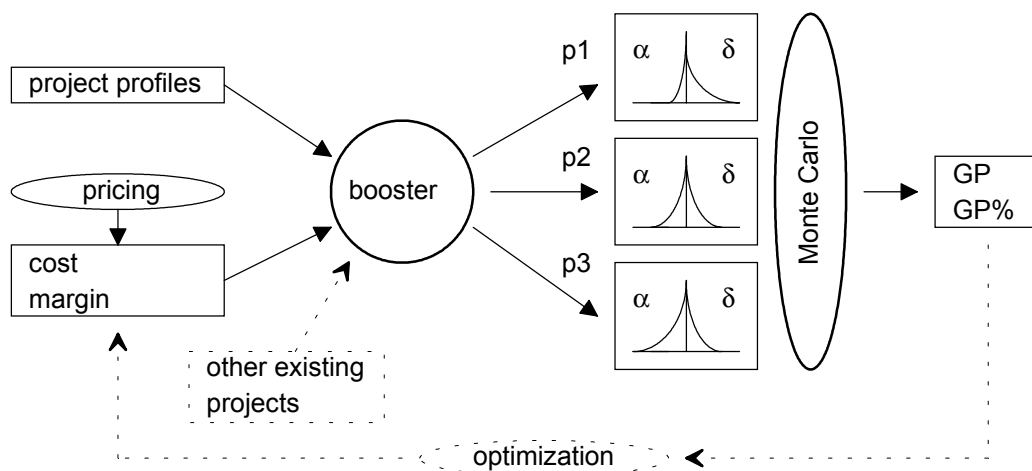 project profiles
pricing
cost
margin
booster
other existing
projects
p1
α δ
p2
α δ
p3
α δ
Monte Carlo
GP
GP%
optimization